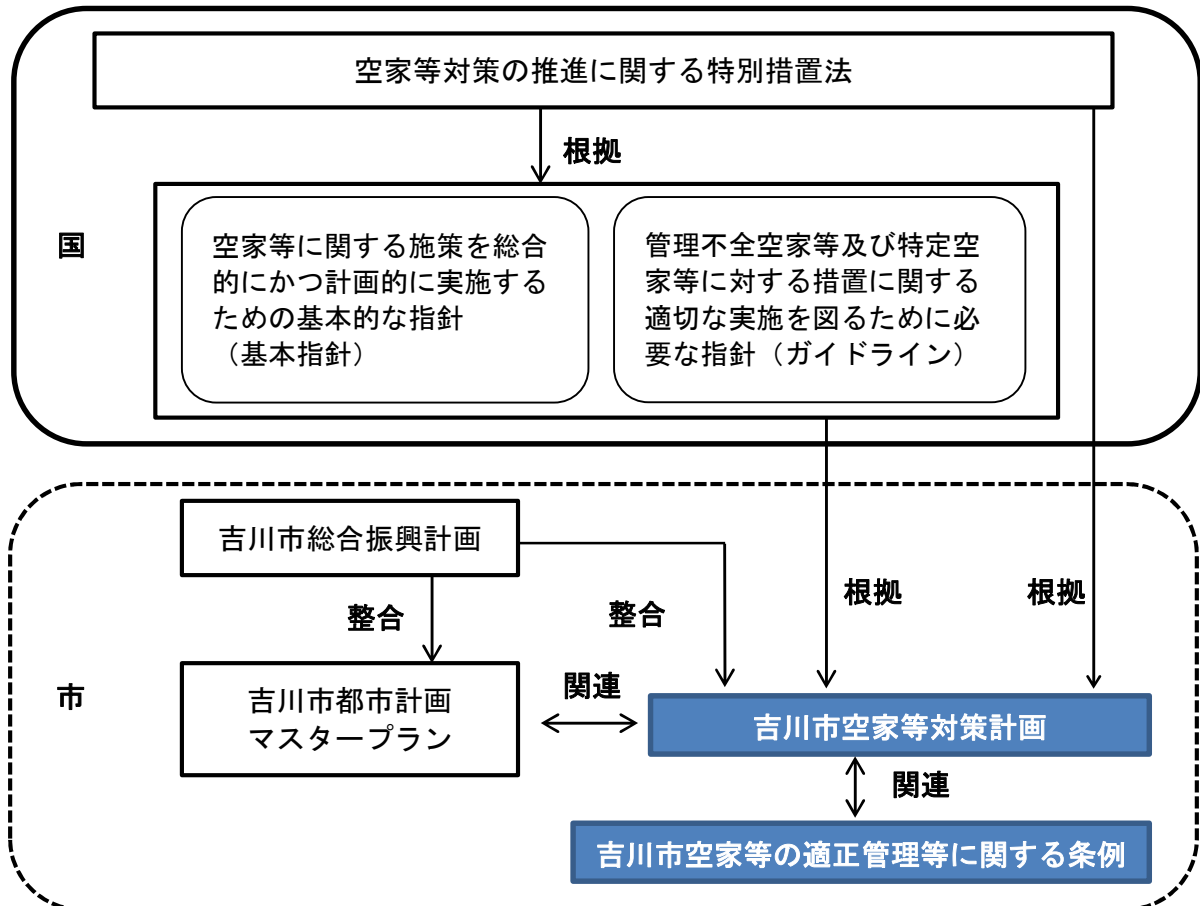 空家等対策の推進に関する特別措置法
根拠
国
空家等に関する施策を総合
的にかつ計画的に実施する
ための基本的な指針
（基本指針）
管理不全空家等及び特定空
家等に対する措置に関する
適切な実施を図るために必
要な指針（ガイドライン）
吉川市総合振興計画
整合
整合
根拠
根拠
市
吉川市都市計画
マスタープラン
関連
吉川市空家等対策計画
関連
吉川市空家等の適正管理等に関する条例